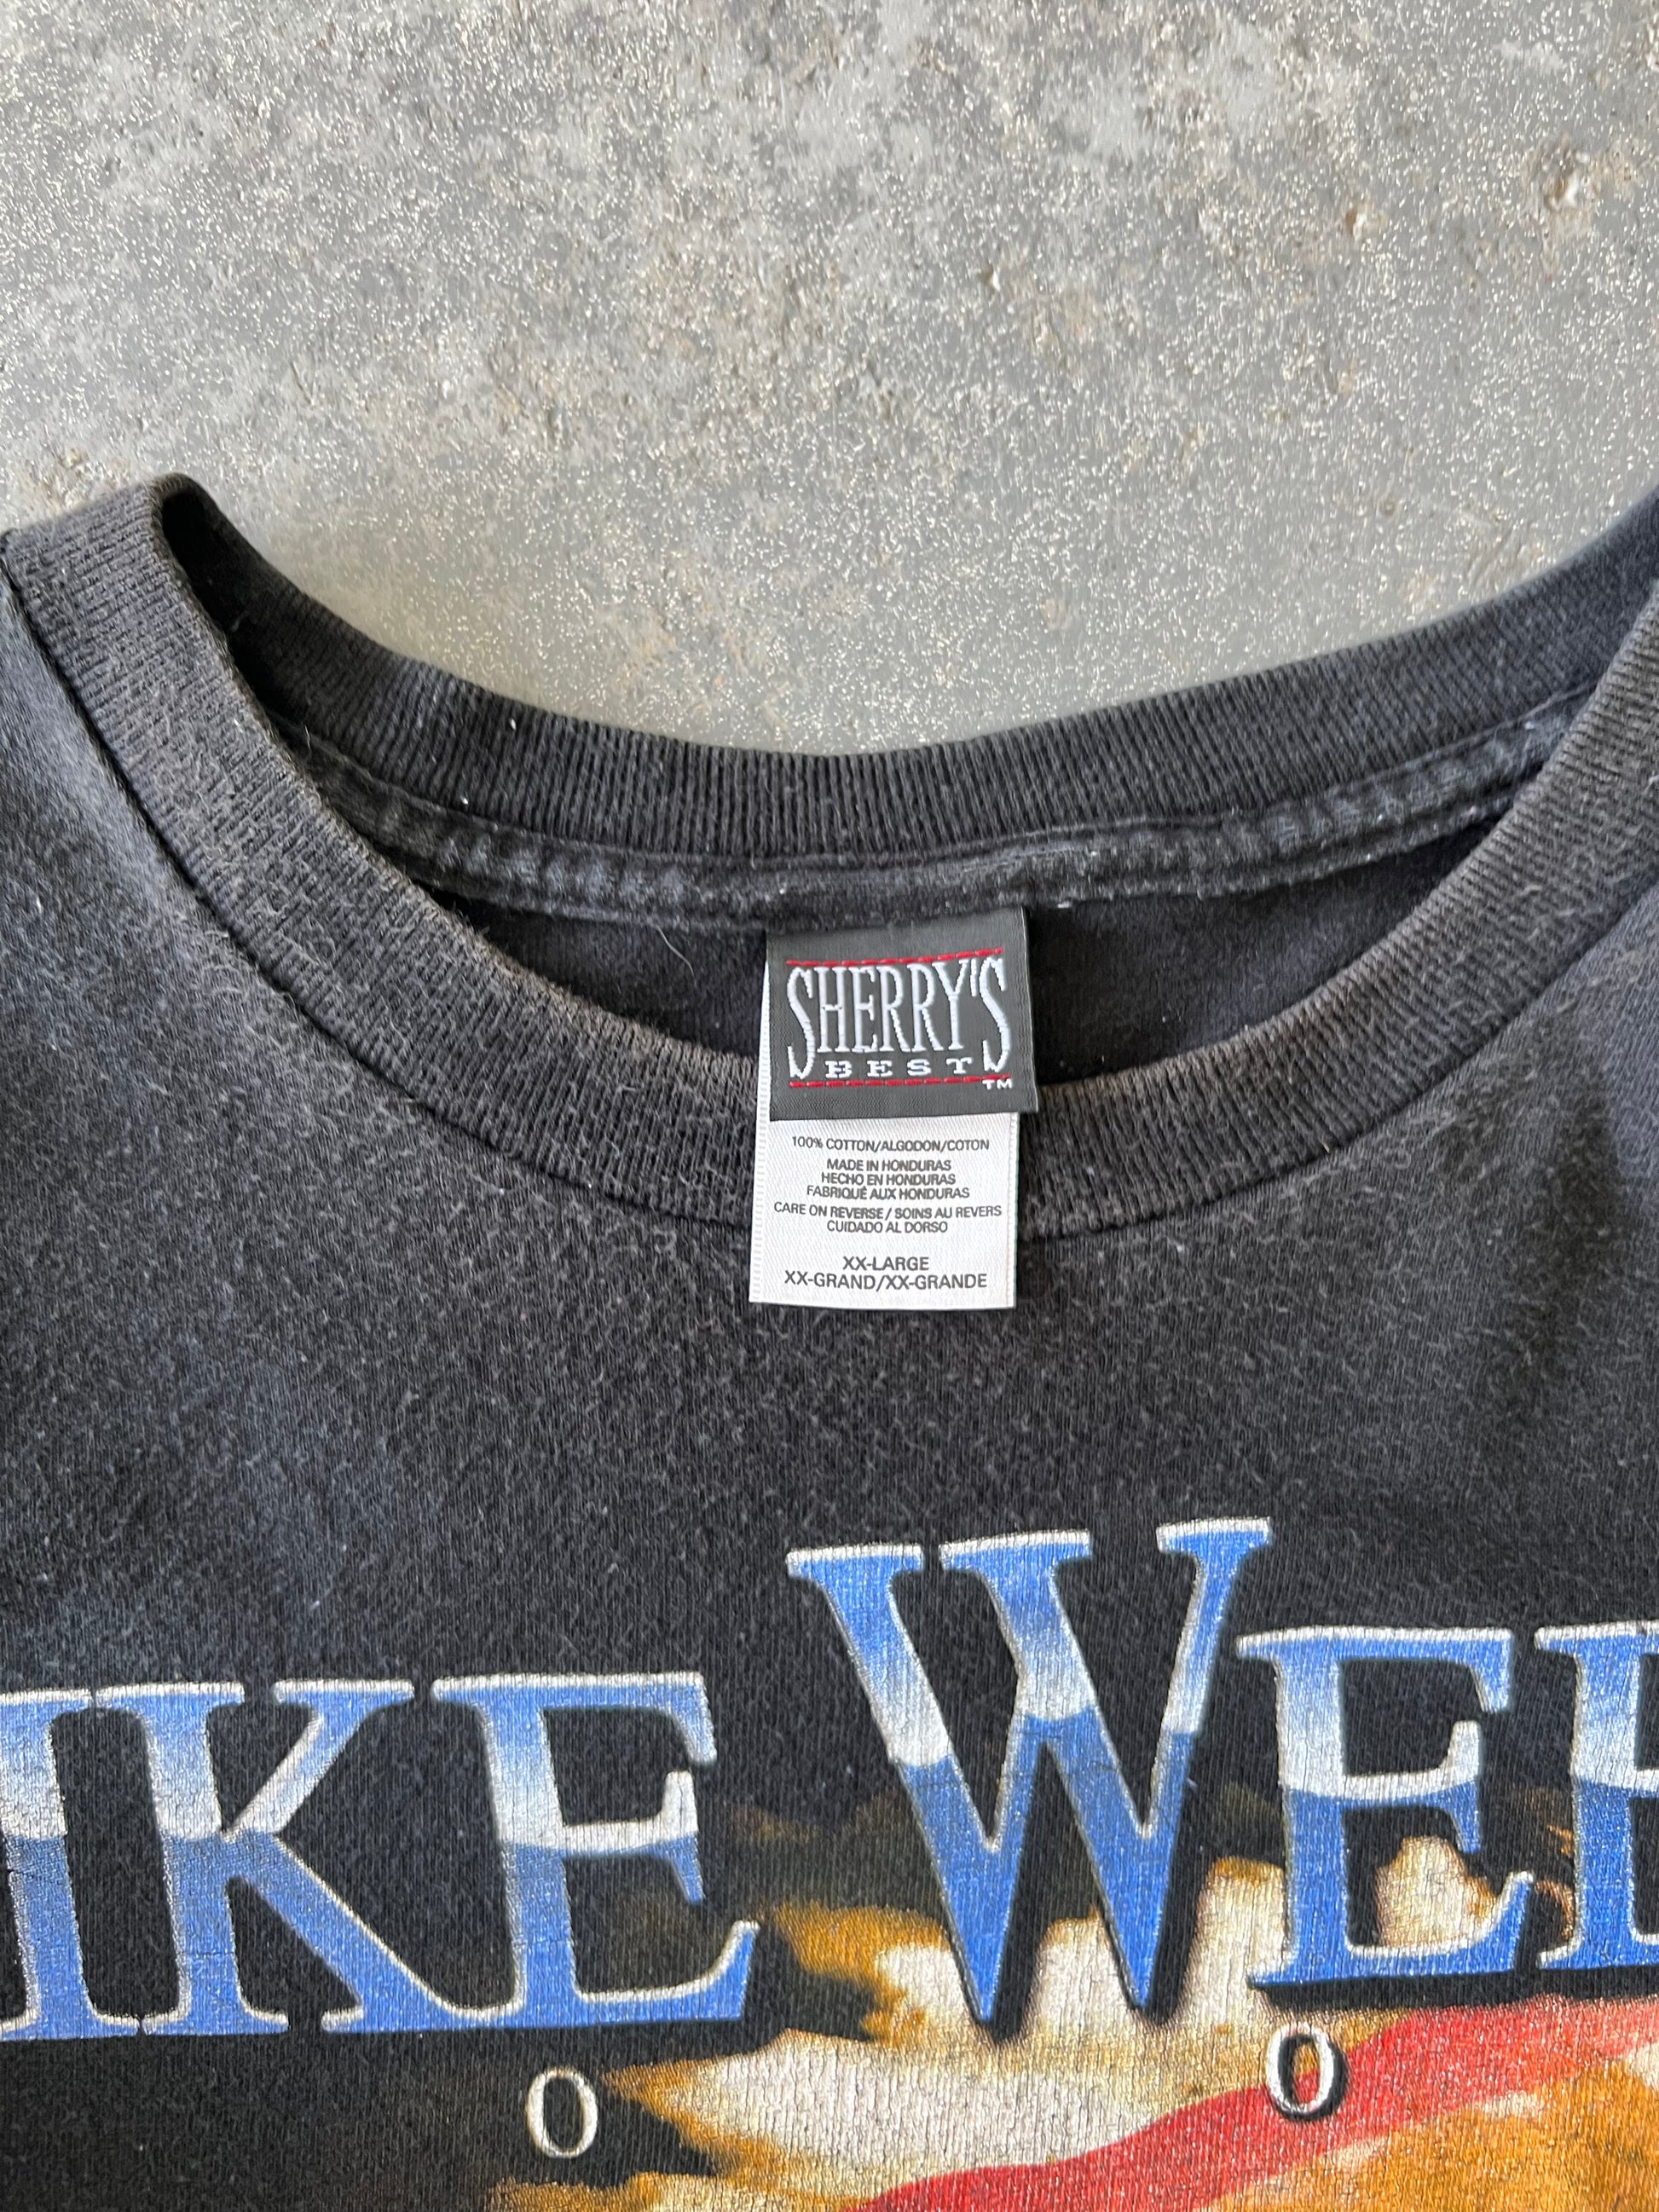 SHERRY'S
BEST
TM
100% COTTON/ALGODON/COTON
MADE IN HONDURAS
HECHO EN HONDURAS
FABRIQUÉ AUX HONDURAS
CARE ON REVERSE / SOINS AU REVERS
CUIDADO AL DORSO
XX-LARGE
XX-GRAND/XX-GRANDE
IKE WEE
0 0